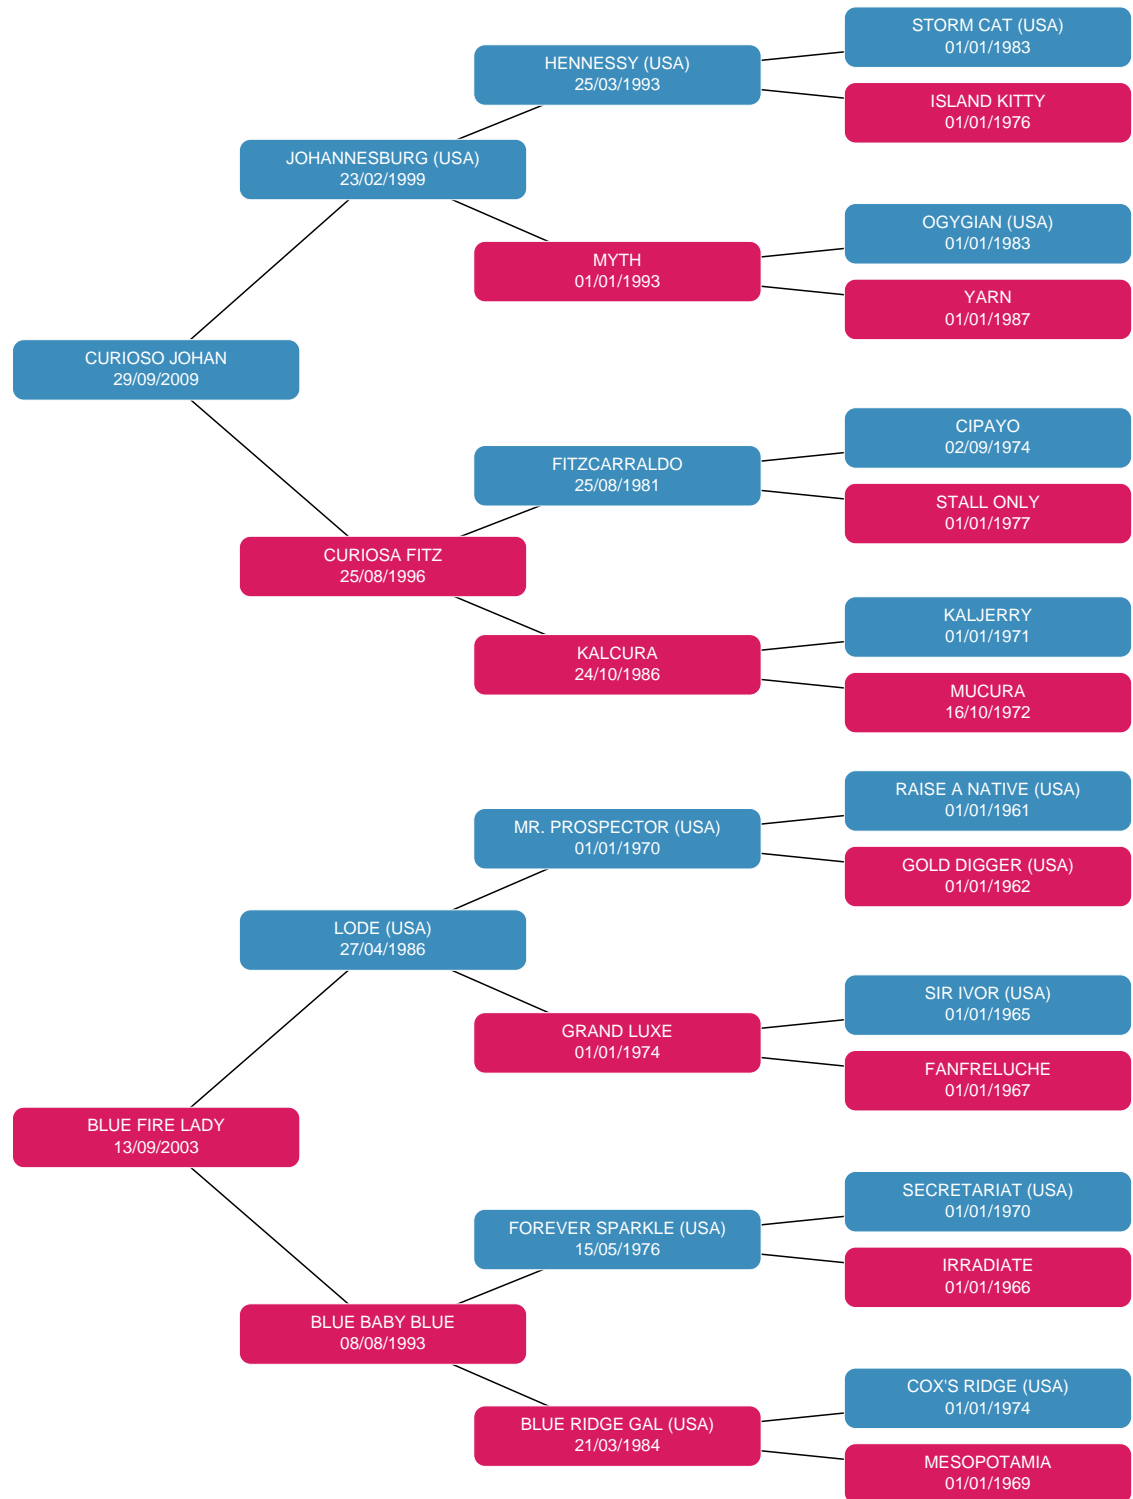 STORM CAT (USA)
01/01/1983
HENNESSY (USA)
25/03/1993
ISLAND KITTY
01/01/1976
JOHANNESBURG (USA)
23/02/1999
OGYGIAN (USA)
01/01/1983
MYTH
01/01/1993
YARN
01/01/1987
CURIOSO JOHAN
29/09/2009
CIPAYO
02/09/1974
FITZCARRALDO
25/08/1981
STALL ONLY
01/01/1977
CURIOSA FITZ
25/08/1996
KALJERRY
01/01/1971
KALCURA
24/10/1986
MUCURA
16/10/1972
RAISE A NATIVE (USA)
01/01/1961
MR. PROSPECTOR (USA)
01/01/1970
GOLD DIGGER (USA)
01/01/1962
LODE (USA)
27/04/1986
SIR IVOR (USA)
01/01/1965
GRAND LUXE
01/01/1974
FANFRELUCHE
01/01/1967
BLUE FIRE LADY
13/09/2003
SECRETARIAT (USA)
01/01/1970
FOREVER SPARKLE (USA)
15/05/1976
IRRADIATE
01/01/1966
BLUE BABY BLUE
08/08/1993
COX'S RIDGE (USA)
01/01/1974
BLUE RIDGE GAL (USA)
21/03/1984
MESOPOTAMIA
01/01/1969